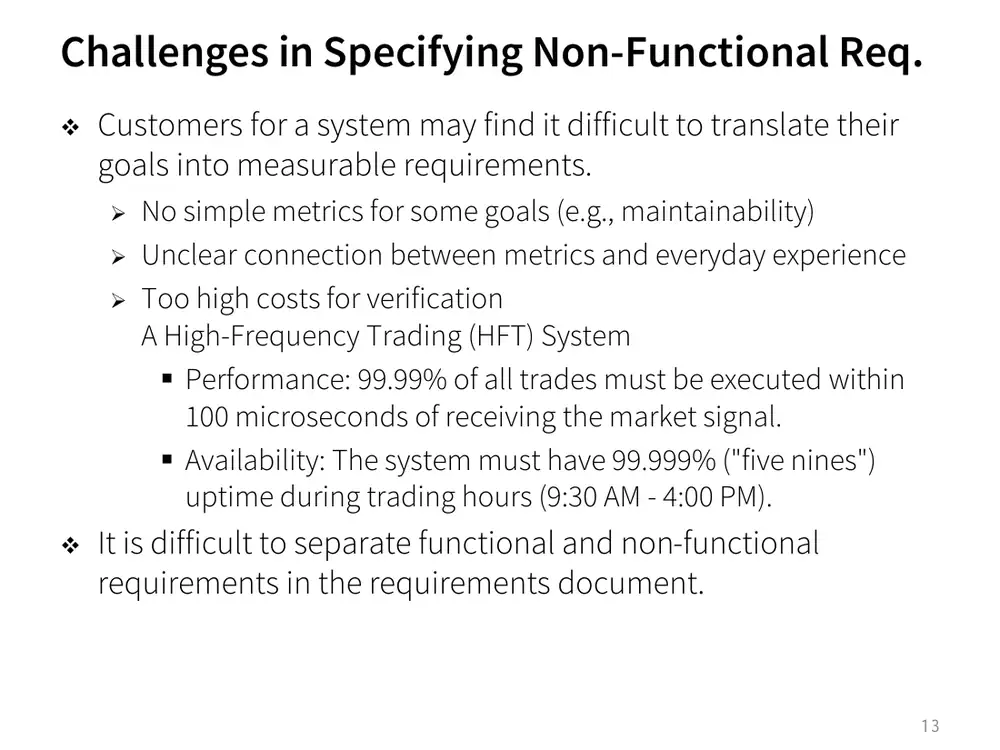 Challenges in Specifying Non-Functional Req.
❖ Customers for a system may find it difficult to translate their
goals into measurable requirements.
➢ No simple metrics for some goals (e.g., maintainability)
➢ Unclear connection between metrics and everyday experience
➢ Too high costs for verification
A High-Frequency Trading (HFT) System
▪ Performance: 99.99% of all trades must be executed within
100 microseconds of receiving the market signal.
▪ Availability: The system must have 99.999% ("five nines")
uptime during trading hours (9:30 AM - 4:00 PM).
❖ It is difficult to separate functional and non-functional
requirements in the requirements document.
13